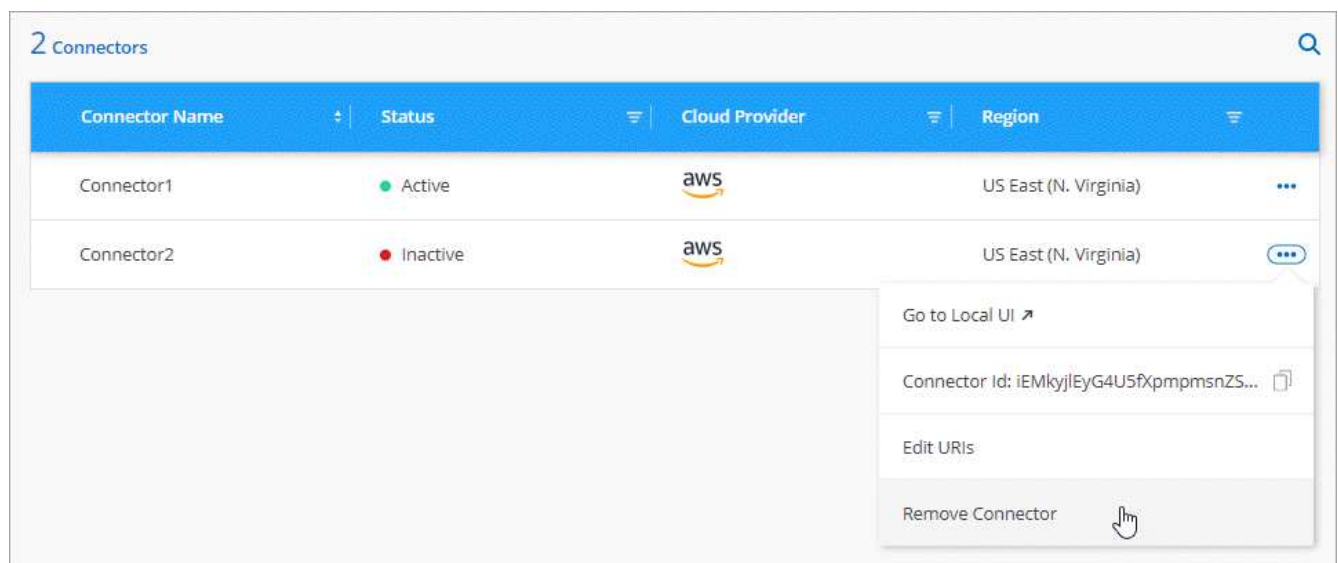 2 Connectors
Connector Name Status Cloud Provider Region
Connector1 Active aws US East (N. Virginia)
Connector2 Inactive aws US East (N. Virginia)
Go to Local UI
Connector Id: iEMkyjlEyG4U5fXpmpmsnZS...
Edit URIs
Remove Connector